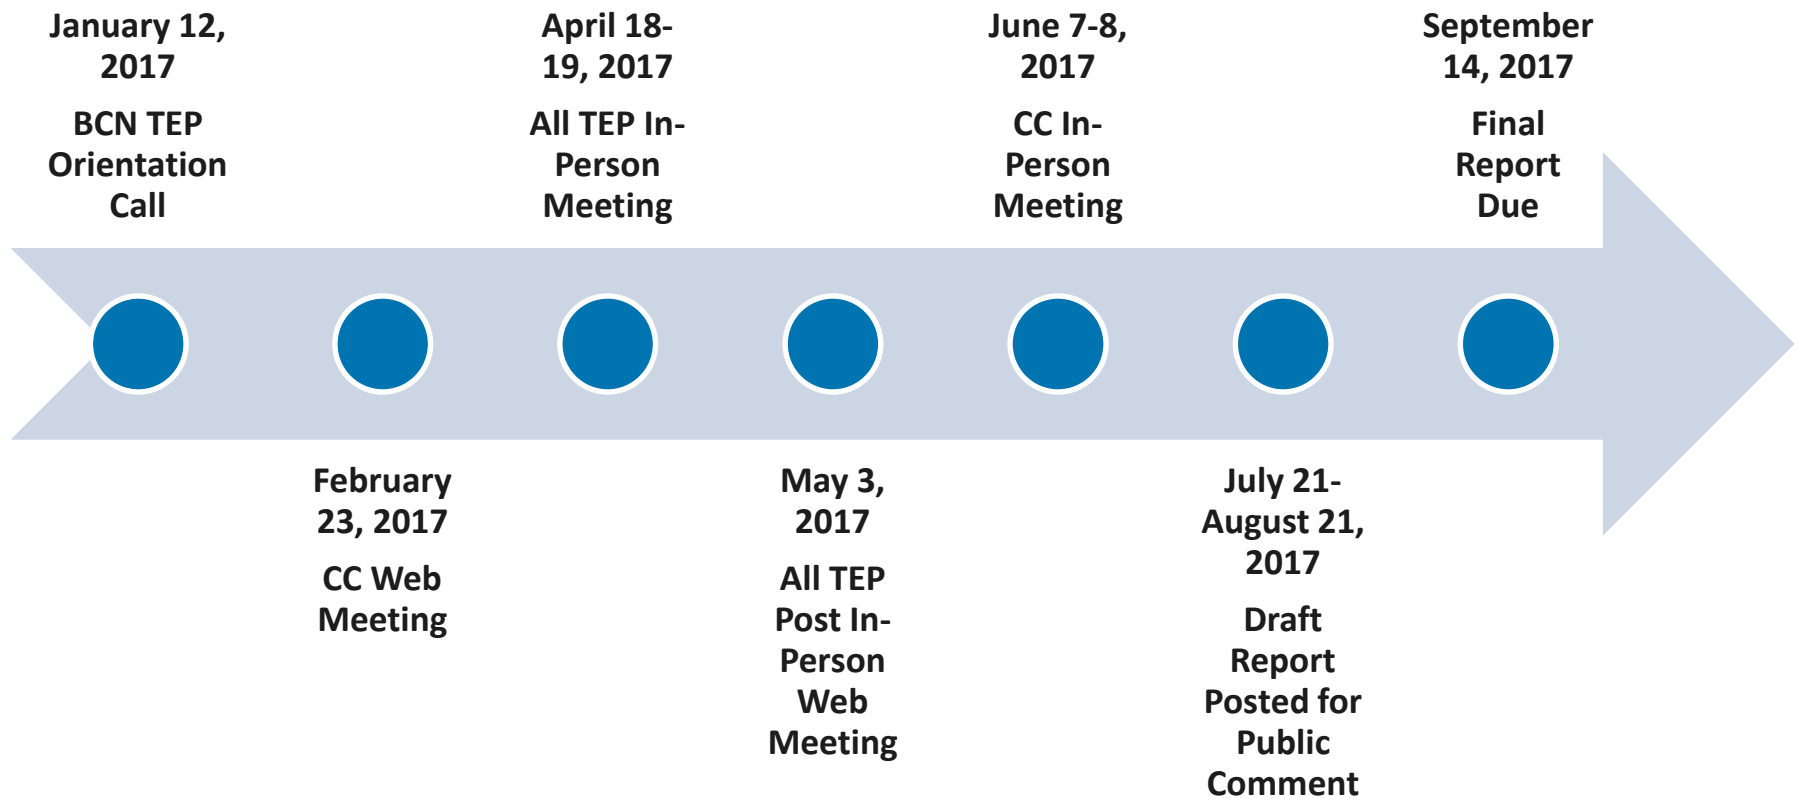 January 12,
2017
BCN TEP
Orientation
Call
February
23, 2017
CC Web
Meeting
April 18-
19, 2017
All TEP In-
Person
Meeting
May 3,
2017
All TEP
Post In-
Person
Web
Meeting
June 7-8,
2017
CC In-
Person
Meeting
July 21-
August 21,
2017
Draft
Report
Posted for
Public
Comment
September
14, 2017
Final
Report
Due